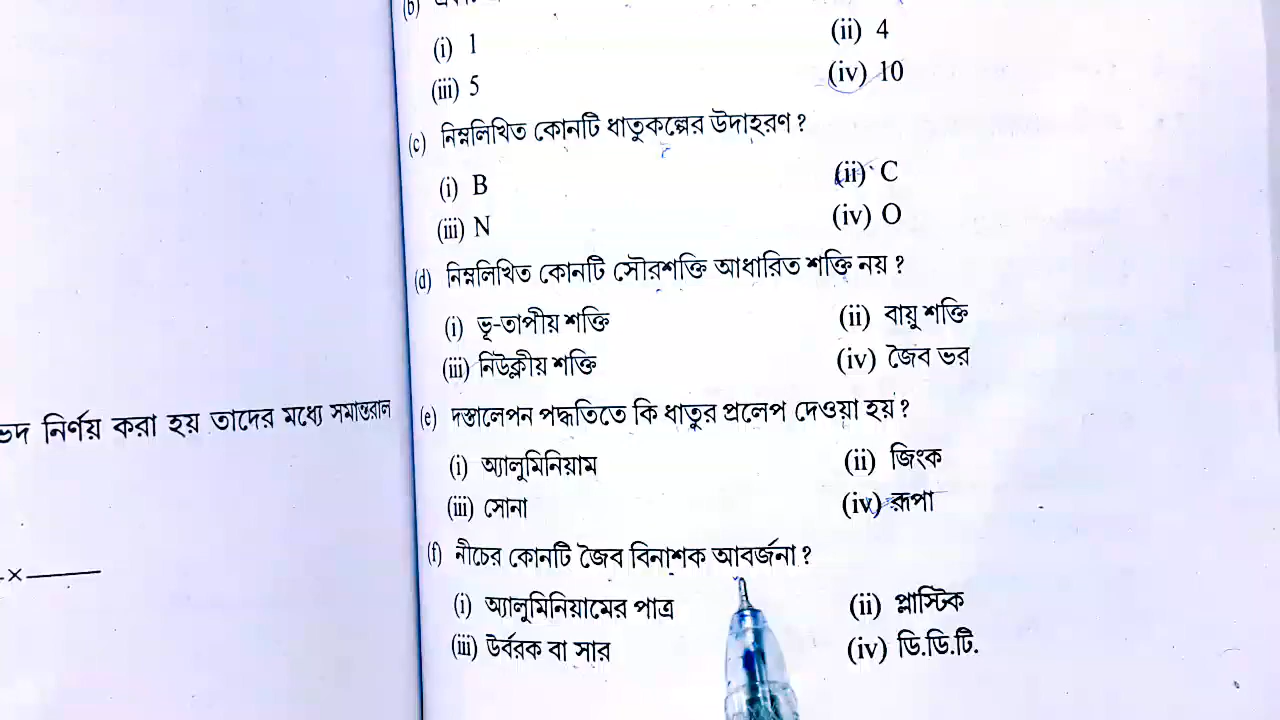 ভেদ নির্ণয় করা হয় তাদের মধ্যে সমান্তরাল
×
(b)
(i) 1
(ii) 4
(iii) 5
(iv) 10
(c) নিম্নলিখিত কোনটি ধাতুকল্পের উদাহরণ ?
(i) B
(ii) C
(iii) N
(iv) O
(d) নিম্নলিখিত কোনটি সৌরশক্তি আধারিত শক্তি নয় ?
(i) ভূ-তাপীয় শক্তি
(ii) বায়ু শক্তি
(iii) নিউক্লীয় শক্তি
(iv) জৈব ভর
(e) দস্তালেপন পদ্ধতিতে কি ধাতুর প্রলেপ দেওয়া হয় ?
(i) অ্যালুমিনিয়াম
(ii) জিংক
(iii) সোনা
(iv) রূপা
(f) নীচের কোনটি জৈব বিনাশক আবর্জনা ?
(i) অ্যালুমিনিয়ামের পাত্র
(ii) প্লাস্টিক
(iii) উর্বরক বা সার
(iv) ডি.ডি.টি.